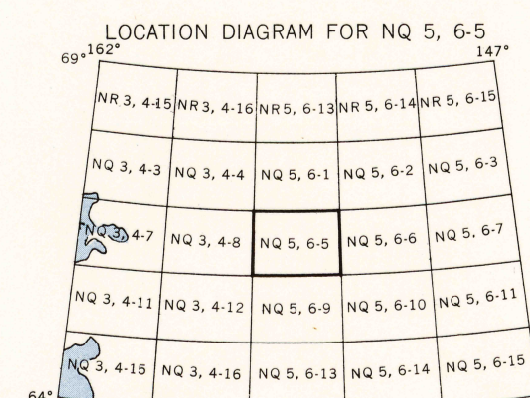 LOCATION DIAGRAM FOR NQ 5, 6-5
69° 162° 147°
NR 3, 4-15 NR 3, 4-16 NR 5, 6-13 NR 5, 6-14 NR 5, 6-15
NQ 3, 4-3 NQ 3, 4-4 NQ 5, 6-1 NQ 5, 6-2 NQ 5, 6-3
NQ 3, 4-7 NQ 3, 4-8 NQ 5, 6-5 NQ 5, 6-6 NQ 5, 6-7
NQ 3, 4-11 NQ 3, 4-12 NQ 5, 6-9 NQ 5, 6-10 NQ 5, 6-11
NQ 3, 4-15 NQ 3, 4-16 NQ 5, 6-13 NQ 5, 6-14 NQ 5, 6-15
64°